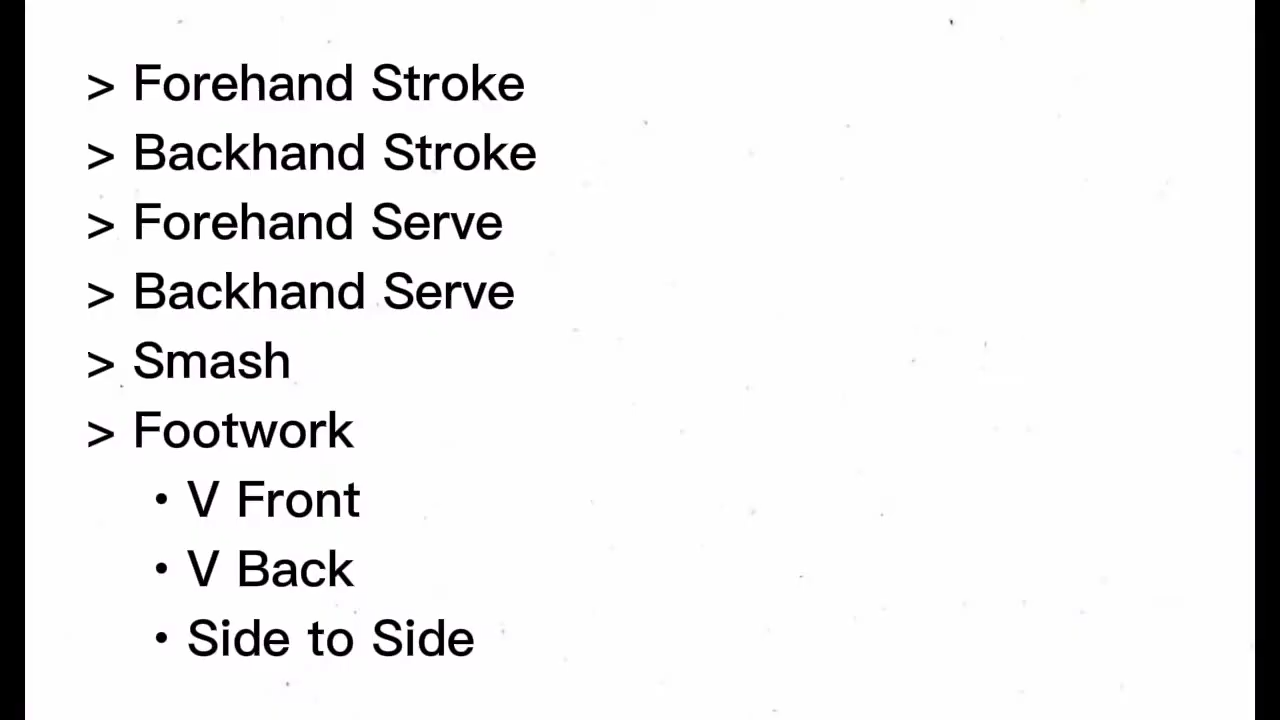 > Forehand Stroke
> Backhand Stroke
> Forehand Serve
> Backhand Serve
> Smash
> Footwork
• V Front
• V Back
• Side to Side